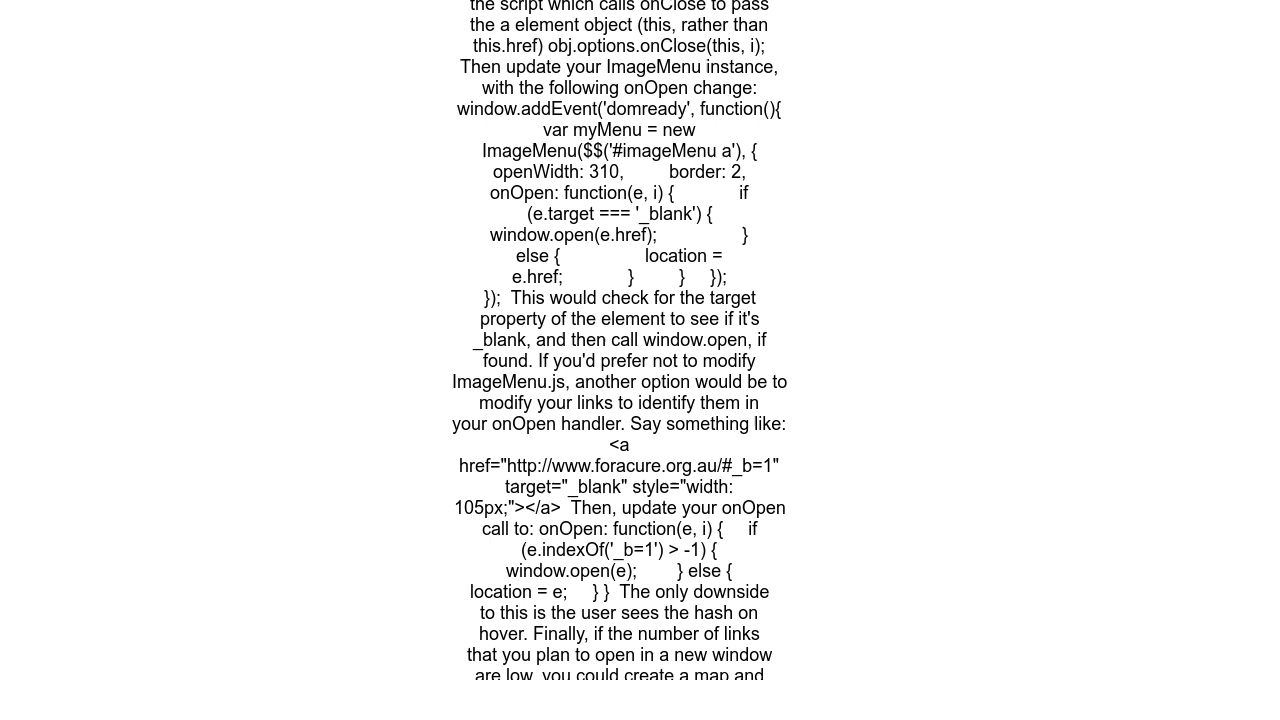 the script which calls onClose to pass
the a element object (this, rather than
this.href) obj.options.onClose(this, i);
Then update your ImageMenu instance,
with the following onOpen change:
window.addEvent('domready', function(){
var myMenu = new
ImageMenu($$('#imageMenu a'), {
openWidth: 310,         border: 2,
onOpen: function(e, i) {             if
(e.target === '_blank') {
window.open(e.href);                 }
else {                 location =
e.href;             }         }     });
});  This would check for the target
property of the element to see if it's
_blank, and then call window.open, if
found. If you'd prefer not to modify
ImageMenu.js, another option would be to
modify your links to identify them in
your onOpen handler. Say something like:
<a
href="http://www.foracure.org.au/#_b=1"
target="_blank" style="width:
105px;"></a>  Then, update your onOpen
call to: onOpen: function(e, i) {     if
(e.indexOf('_b=1') > -1) {
window.open(e);        } else {
location = e;     } }  The only downside
to this is the user sees the hash on
hover. Finally, if the number of links
that you plan to open in a new window
are low, you could create a map and